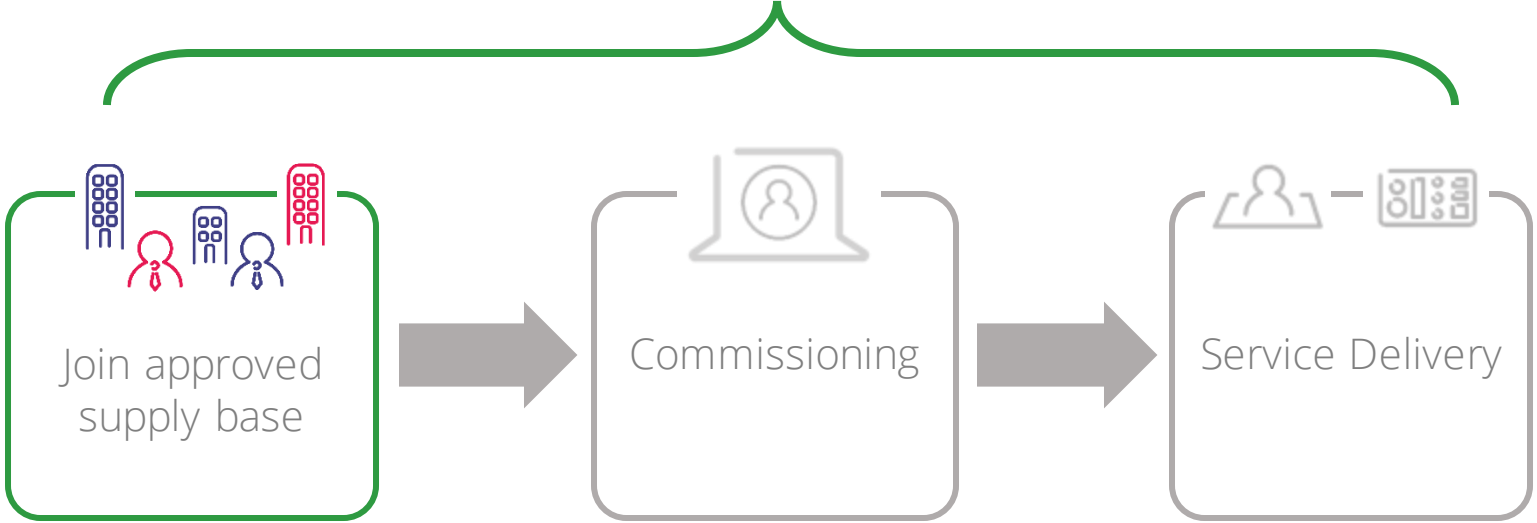 Join approved
supply base
Commissioning
Service Delivery